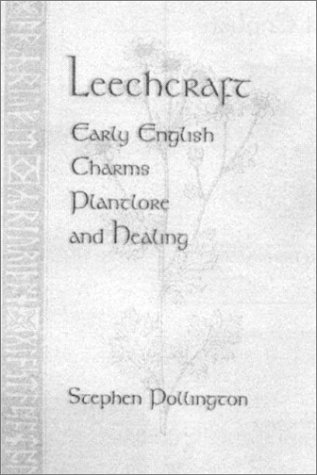 Leechcraft
Early English
Charms
Plantlore
and Healing
Stephen Pollington